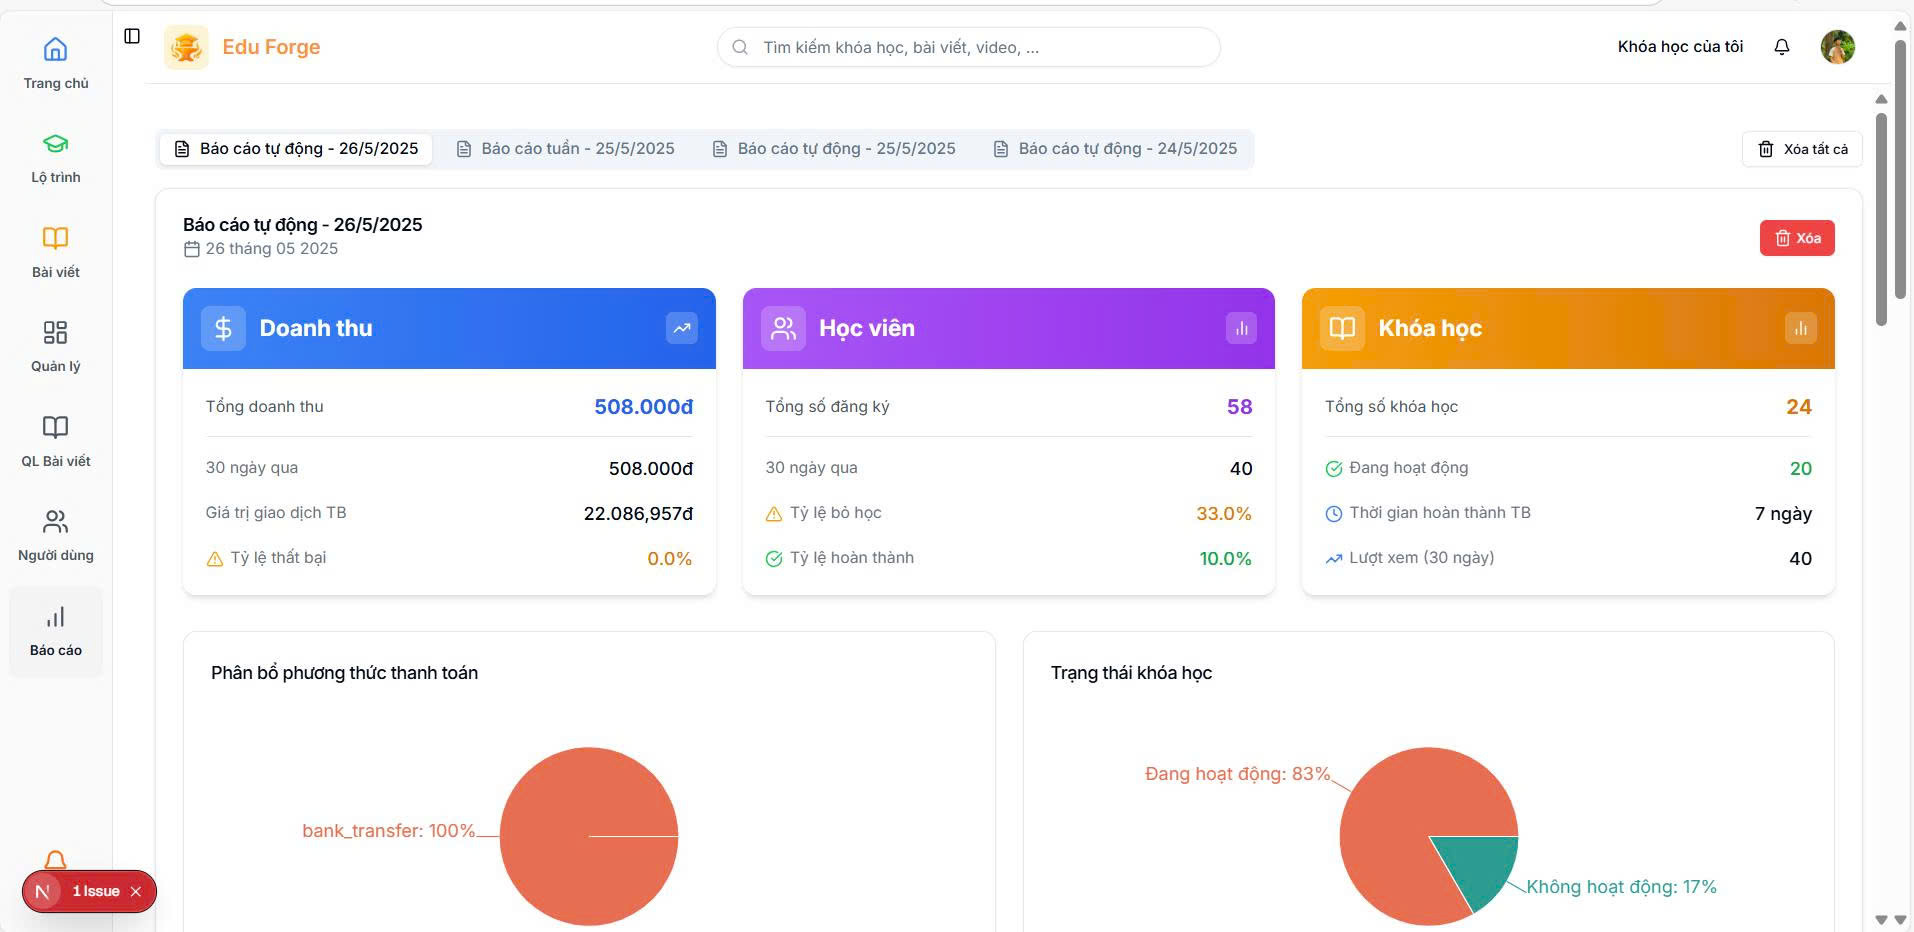 Trang chủ
Lộ trình
Bài viết
Quản lý
QL Bài viết
Người dùng
Báo cáo
N 1 Issue
Edu Forge
Tìm kiếm khóa học, bài viết, video, ...
Khóa học của tôi
Báo cáo tự động - 26/5/2025
Báo cáo tuần - 25/5/2025
Báo cáo tự động - 25/5/2025
Báo cáo tự động - 24/5/2025
Xóa tất cả
Báo cáo tự động - 26/5/2025
26 tháng 05 2025
Xóa
Doanh thu
Tổng doanh thu 508.000đ
30 ngày qua 508.000đ
Giá trị giao dịch TB 22.086,957đ
Tỷ lệ thất bại 0.0%
Học viên
Tổng số đăng ký 58
30 ngày qua 40
Tỷ lệ bỏ học 33.0%
Tỷ lệ hoàn thành 10.0%
Khóa học
Tổng số khóa học 24
Đang hoạt động 20
Thời gian hoàn thành TB 7 ngày
Lượt xem (30 ngày) 40
Phân bổ phương thức thanh toán
bank_transfer: 100%
Trạng thái khóa học
Đang hoạt động: 83%
Không hoạt động: 17%